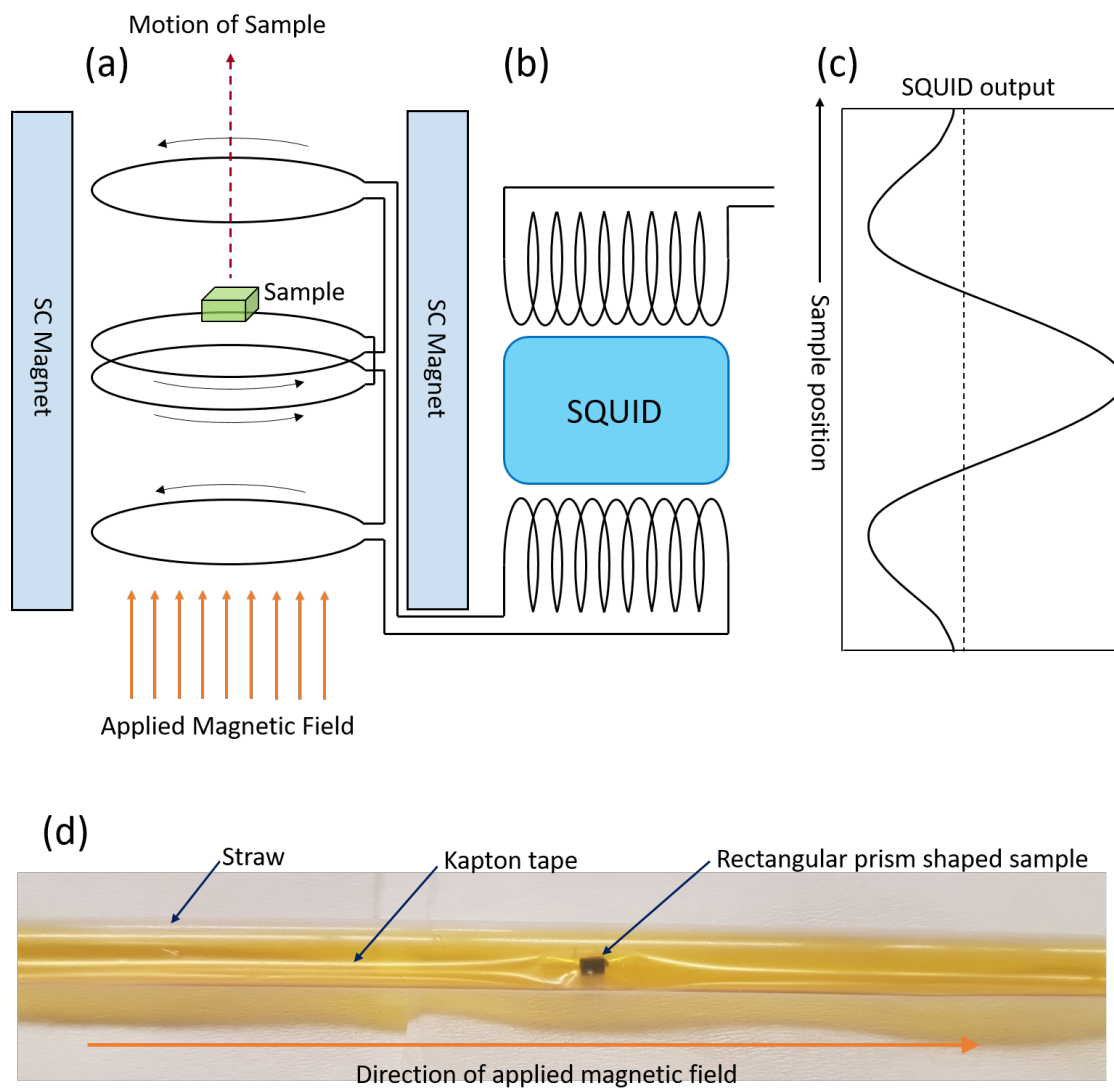 Motion of Sample
(a)
(b)
(c)
SQUID output
SC Magnet
Sample
SC Magnet
SQUID
Sample position
Applied Magnetic Field
(d)
Straw
Kapton tape
Rectangular prism shaped sample
Direction of applied magnetic field